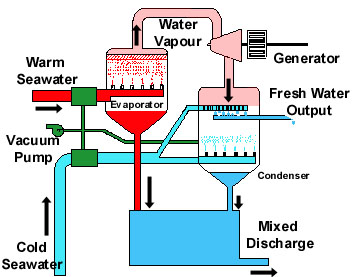 Water
Vapour
Generator
Warm
Seawater
Evaporator
Fresh Water
Output
Vacuum
Pump
Condenser
Mixed
Discharge
Cold
Seawater